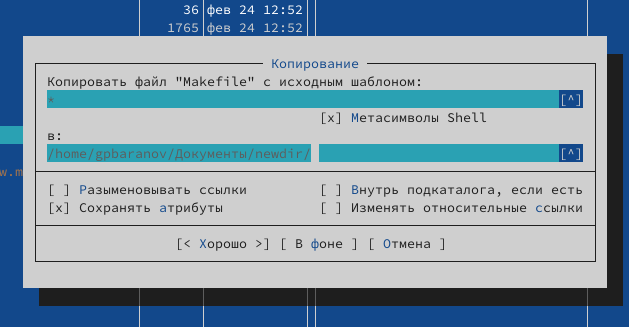 36 фев 24 12:52
1765 фев 24 12:52
Копирование
Копировать файл "Makefile" с исходным шаблоном:
* [^]
[x] Метасимволы Shell
в:
/home/gpbaranov/Документы/newdir/ [^]
w.m
[ ] Разыменовывать ссылки [ ] Внутрь подкаталога, если есть
[x] Сохранять атрибуты [ ] Изменять относительные ссылки
[< Хорошо >] [ В фоне ] [ Отмена ]